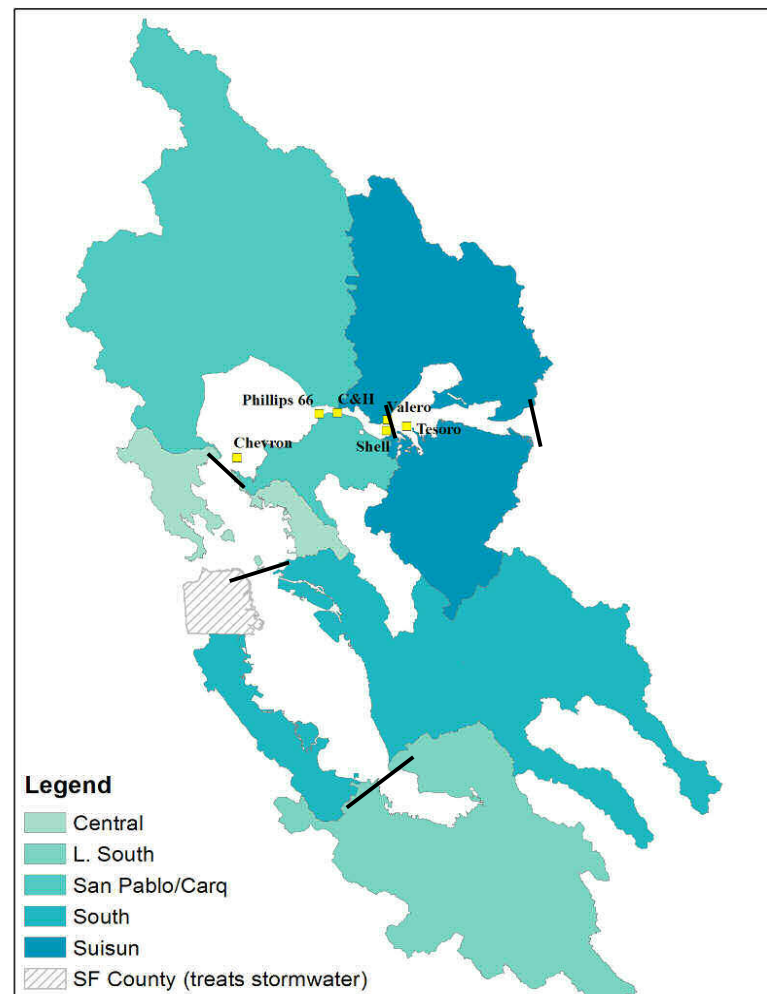 Phillips 66
C&H
Valero
Tesoro
Shell
Chevron
Legend
Central
L. South
San Pablo/Carq
South
Suisun
SF County (treats stormwater)